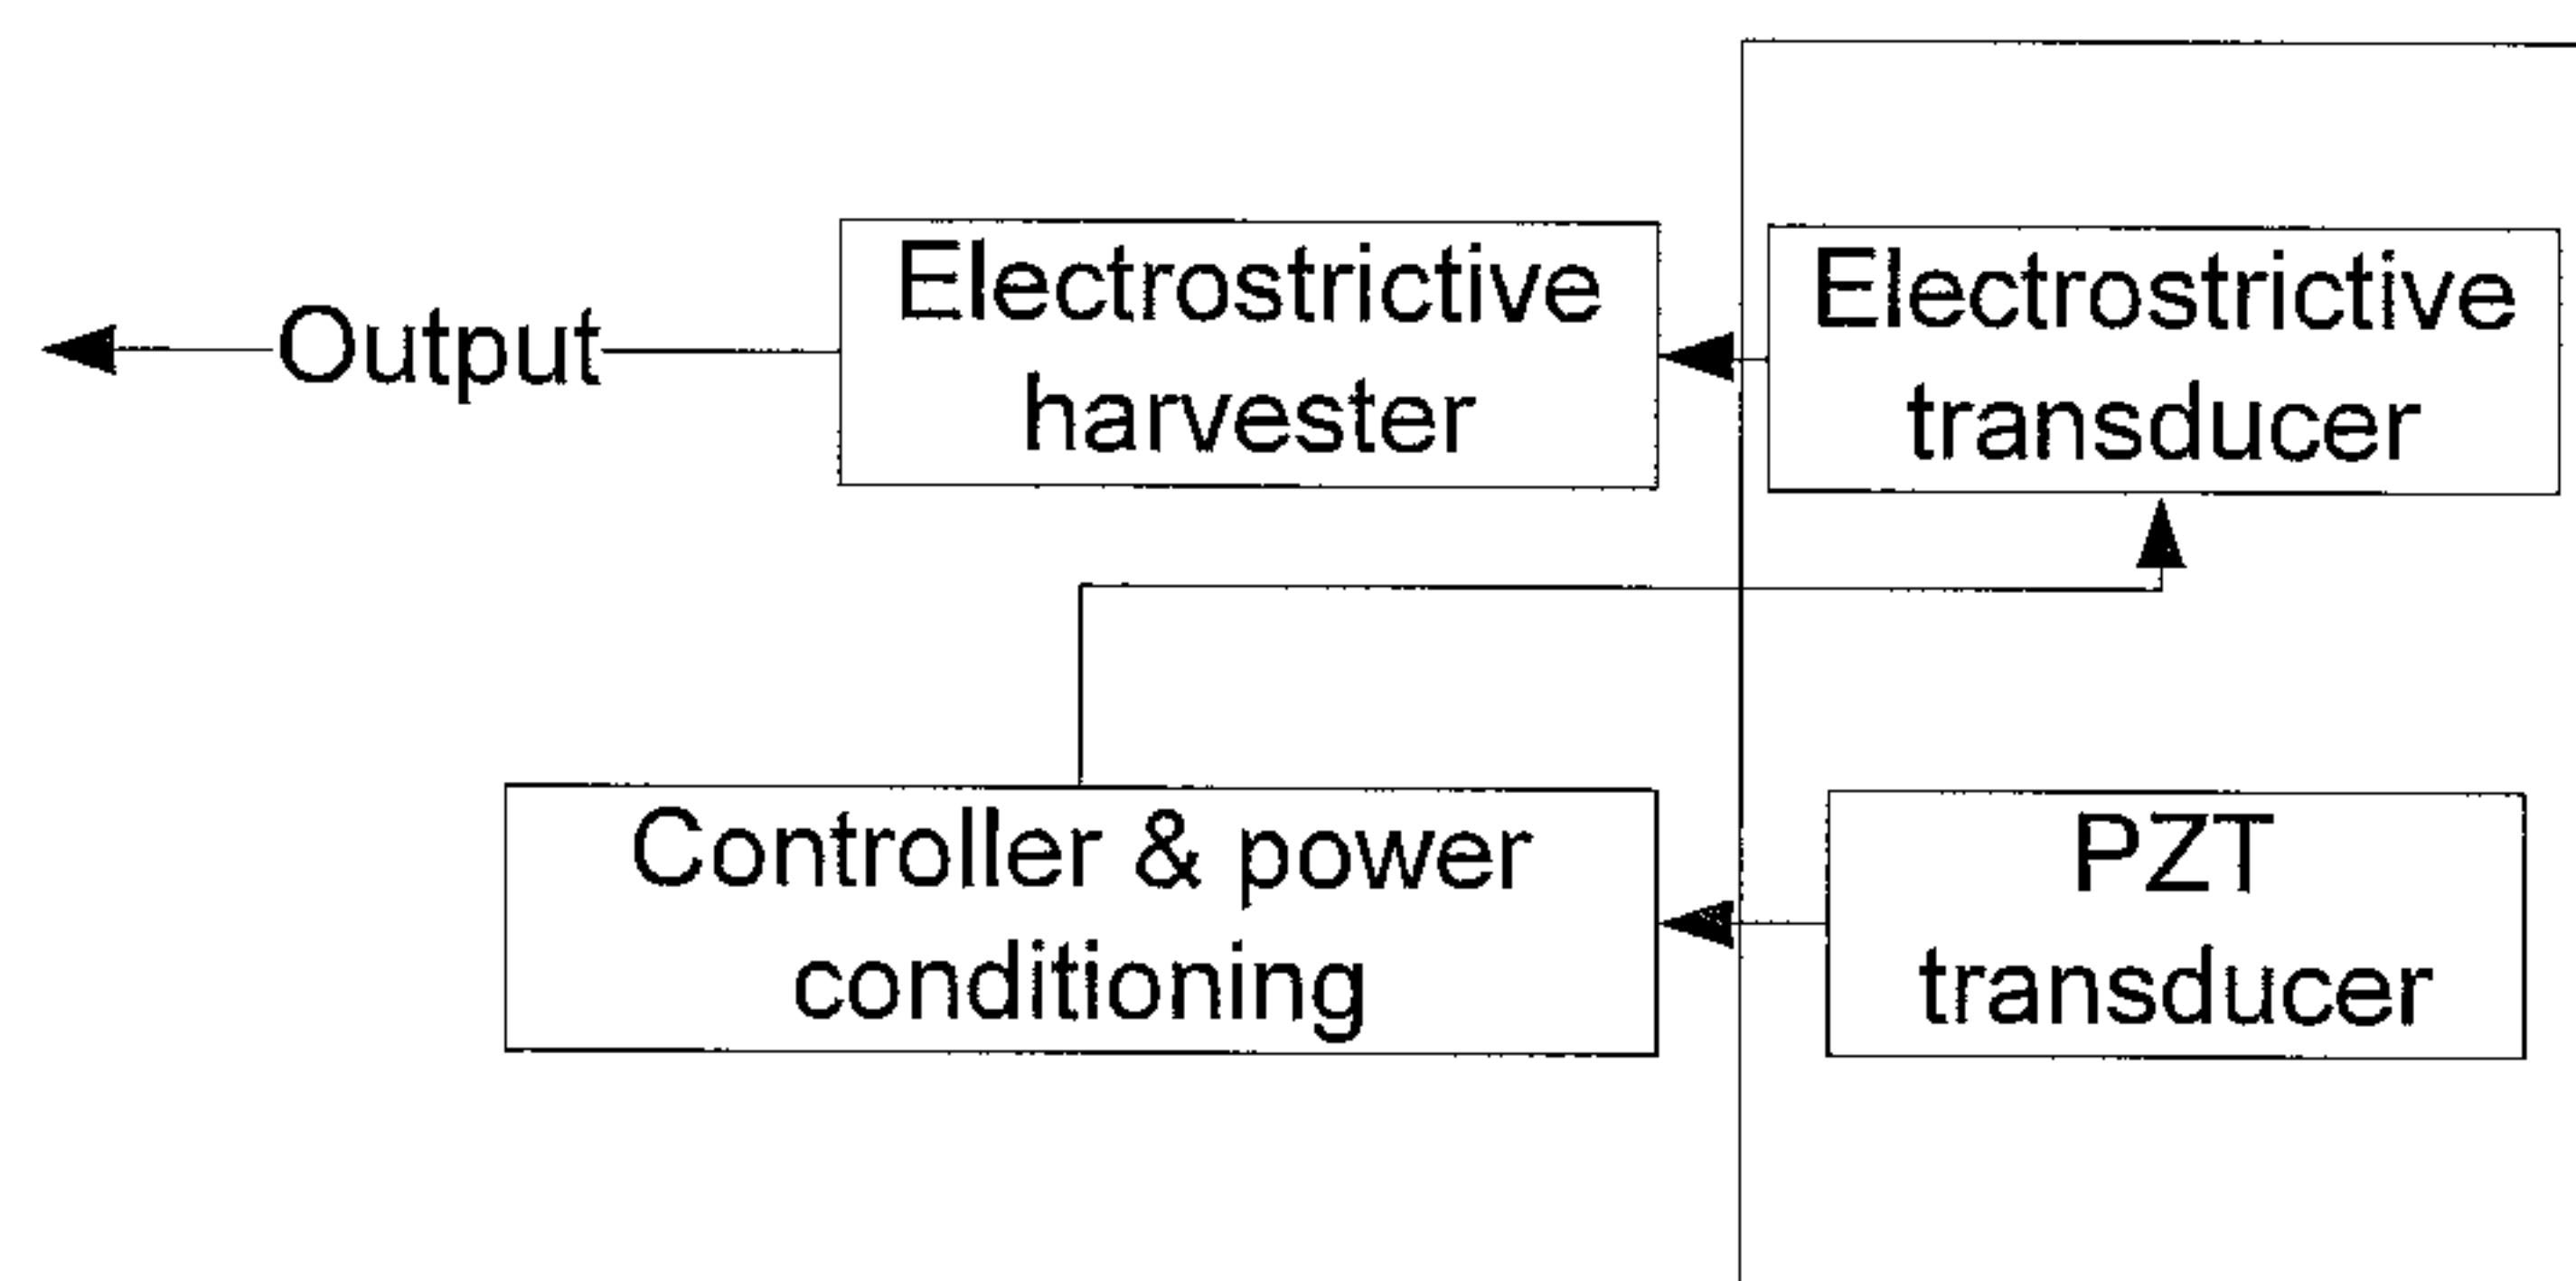 Output
Electrostrictive
harvester
Electrostrictive
transducer
Controller & power
conditioning
PZT
transducer